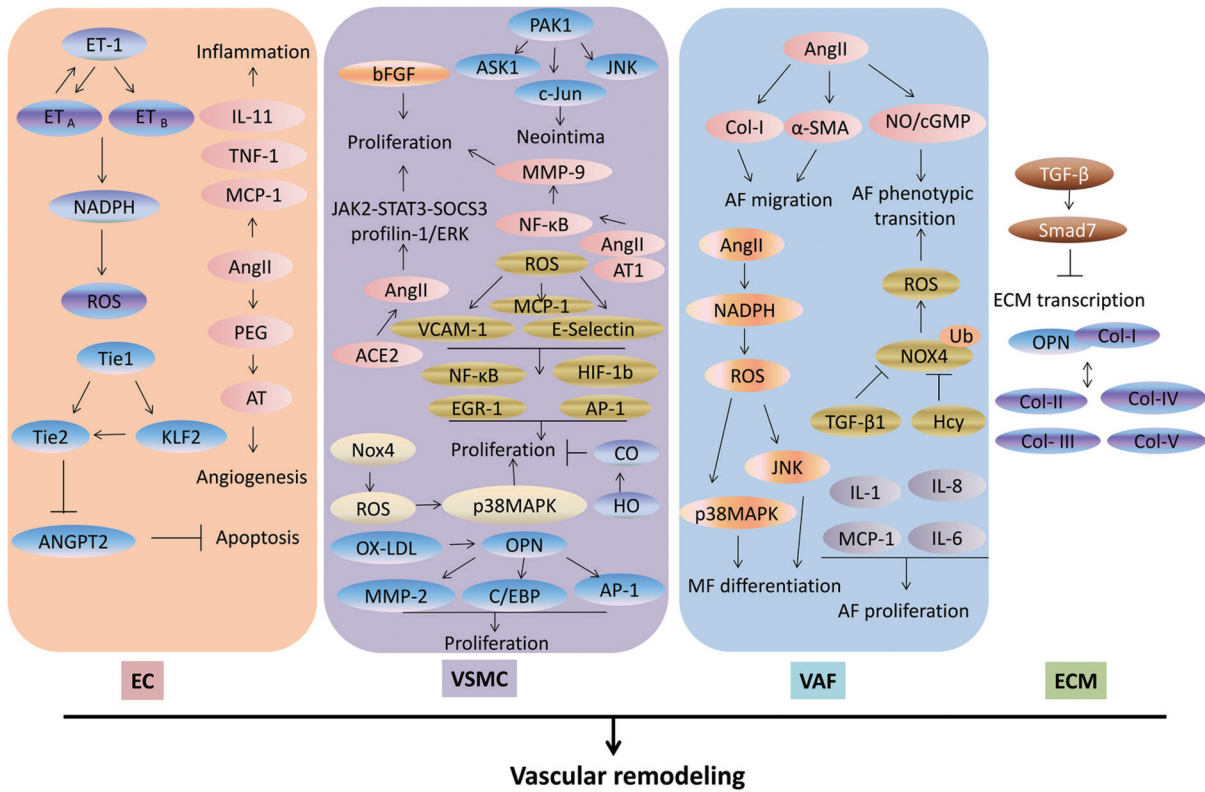 ET-1
ET A
ET B
NADPH
ROS
Tie1
Tie2
KLF2
ANGPT2
Inflammation
IL-11
TNF-1
MCP-1
AngII
PEG
AT
Angiogenesis
Apoptosis
PAK1
ASK1
JNK
c-Jun
Neointima
bFGF
Proliferation
MMP-9
JAK2-STAT3-SOCS3
profilin-1/ERK
NF-κB
AngII
AT1
AngII
ACE2
ROS
MCP-1
VCAM-1
E-Selectin
NF-κB
HIF-1b
EGR-1
AP-1
Proliferation
CO
HO
Nox4
ROS
p38MAPK
OX-LDL
OPN
MMP-2
C/EBP
AP-1
Proliferation
AngII
Col-I
α-SMA
NO/cGMP
AF migration
AF phenotypic
transition
AngII
NADPH
ROS
JNK
p38MAPK
MF differentiation
ROS
Ub
NOX4
TGF-β1
Hcy
IL-1
IL-8
MCP-1
IL-6
AF proliferation
TGF-β
Smad7
ECM transcription
OPN
Col-I
Col-II
Col-IV
Col- III
Col-V
EC
VSMC
VAF
ECM
Vascular remodeling